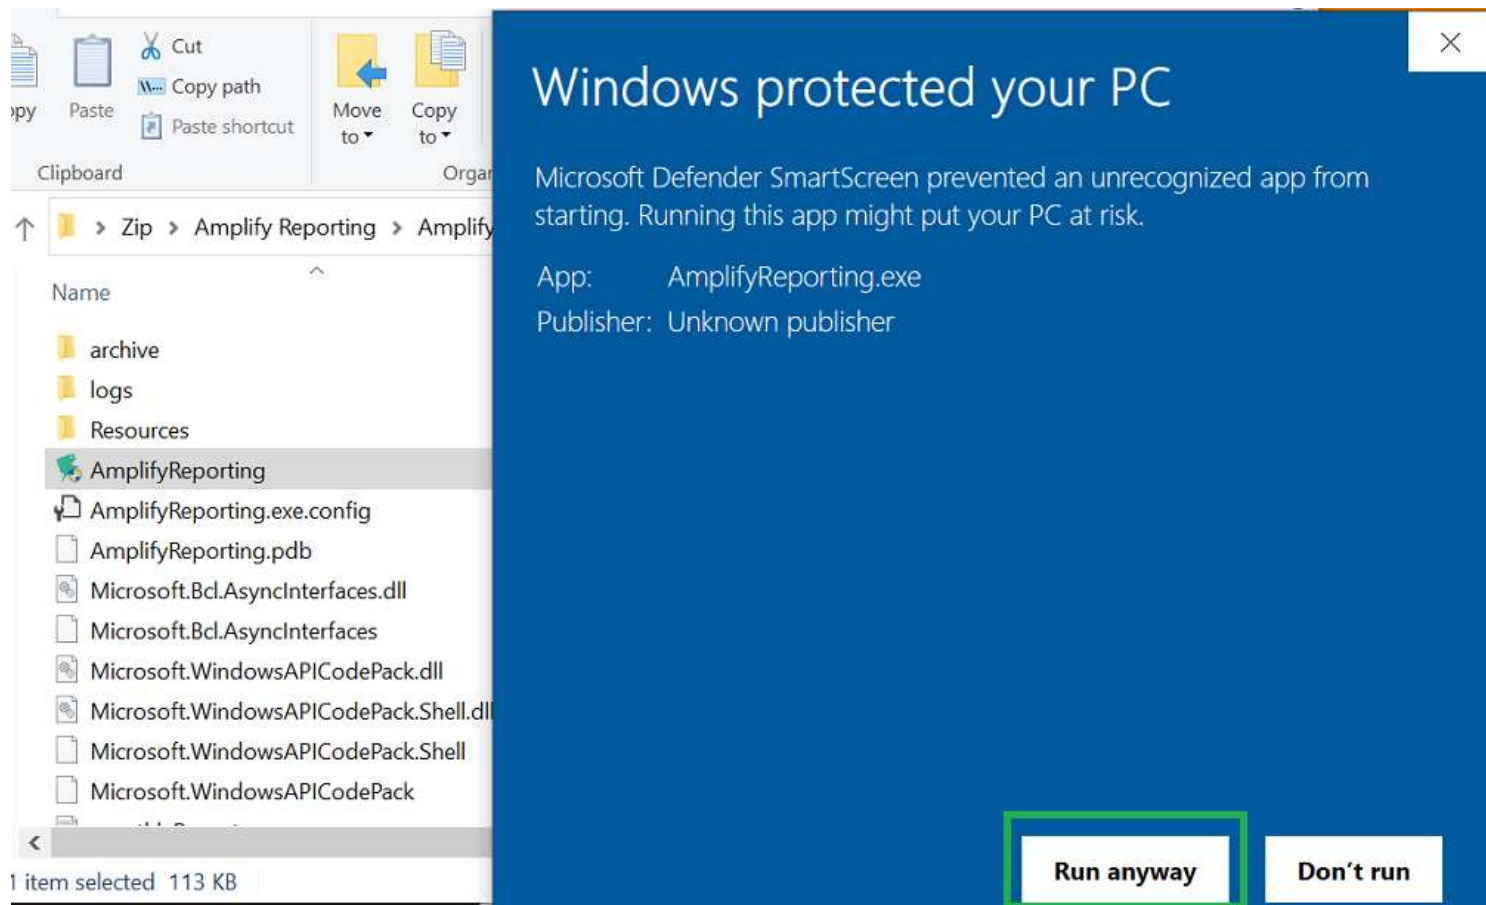 Cut
Copy path
Paste shortcut
Paste
Move to
Copy to
Clipboard
Zip > Amplify Reporting > Amplify
Name
archive
logs
Resources
AmplifyReporting
AmplifyReporting.exe.config
AmplifyReporting.pdb
Microsoft.Bcl.AsyncInterfaces.dll
Microsoft.Bcl.AsyncInterfaces
Microsoft.WindowsAPICodePack.dll
Microsoft.WindowsAPICodePack.Shell.dll
Microsoft.WindowsAPICodePack.Shell
Microsoft.WindowsAPICodePack
1 item selected 113 KB
Windows protected your PC
Microsoft Defender SmartScreen prevented an unrecognized app from
starting. Running this app might put your PC at risk.
App: AmplifyReporting.exe
Publisher: Unknown publisher
Run anyway
Don't run